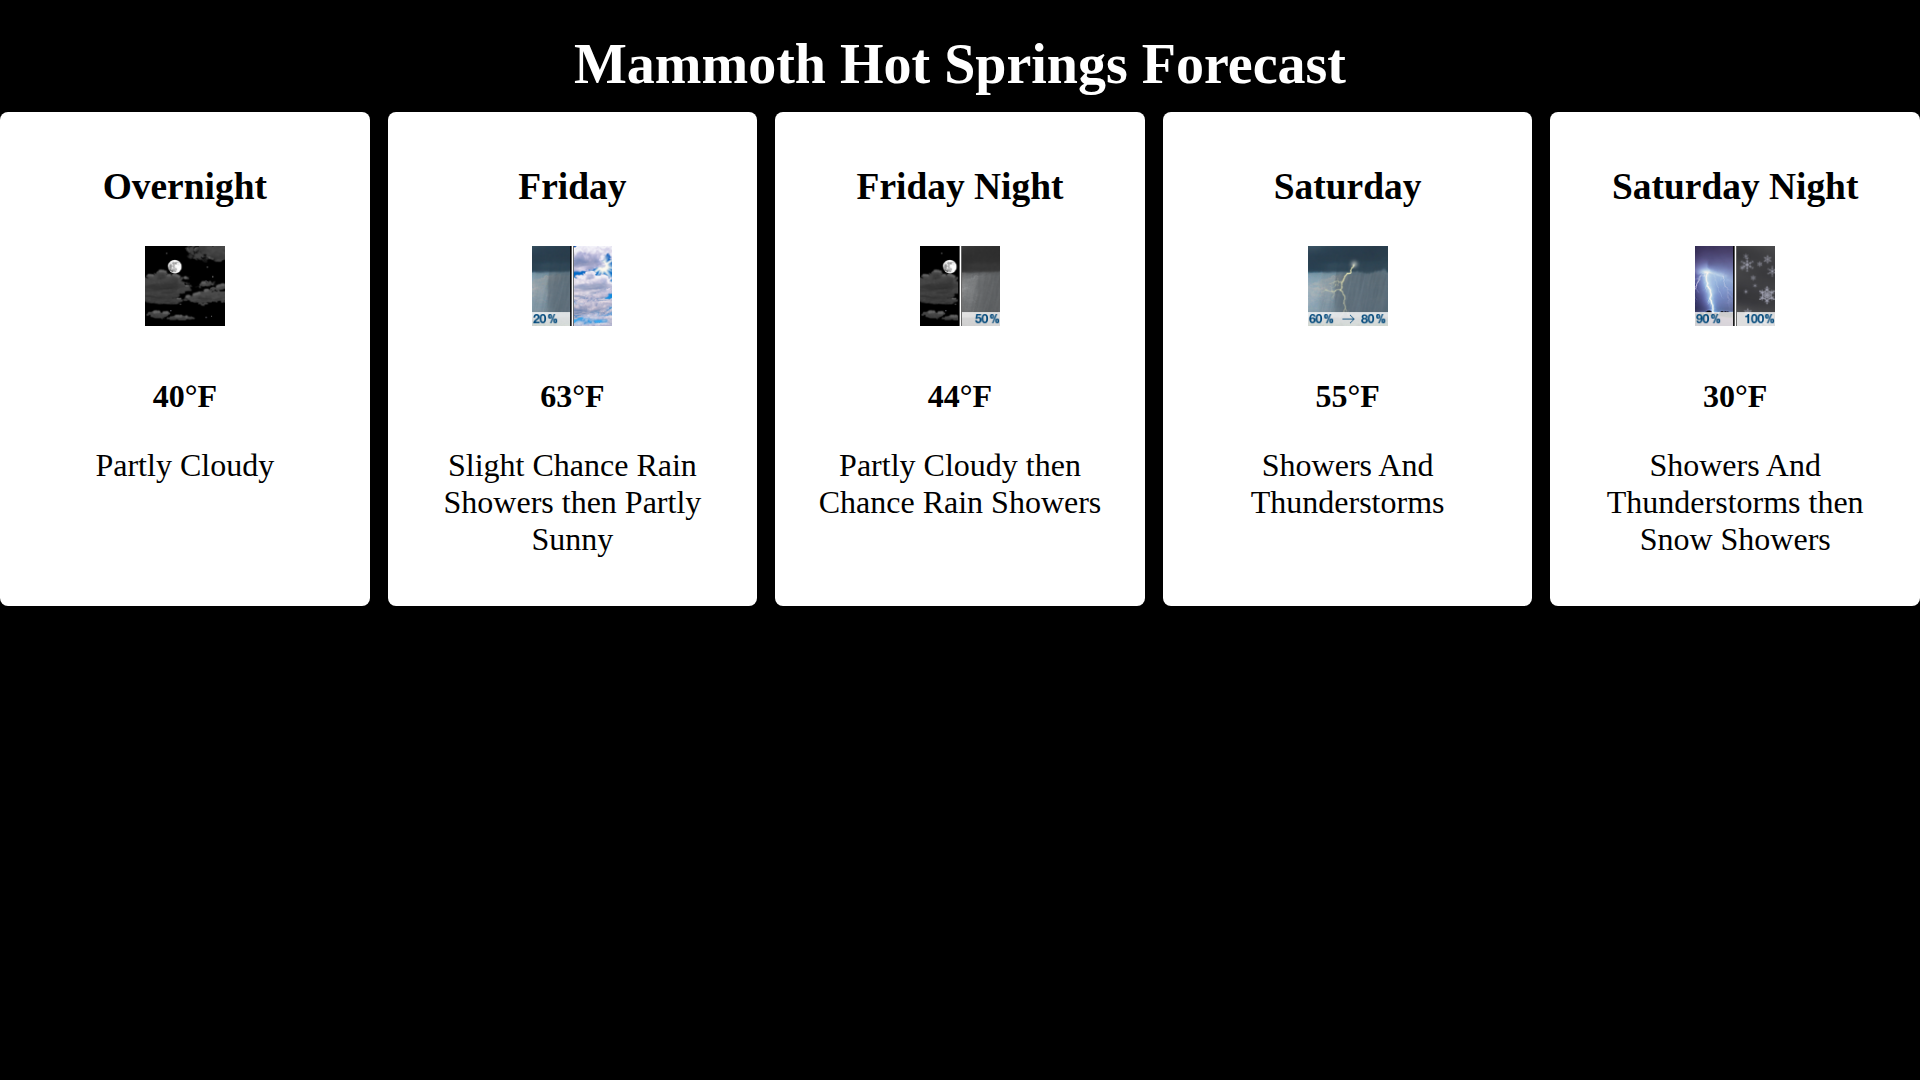 Mammoth Hot Springs Forecast
Overnight
40°F
Partly Cloudy
Friday
20%
63°F
Slight Chance Rain
Showers then Partly
Sunny
Friday Night
50%
44°F
Partly Cloudy then
Chance Rain Showers
Saturday
60% → 80%
55°F
Showers And
Thunderstorms
Saturday Night
90% 100%
30°F
Showers And
Thunderstorms then
Snow Showers